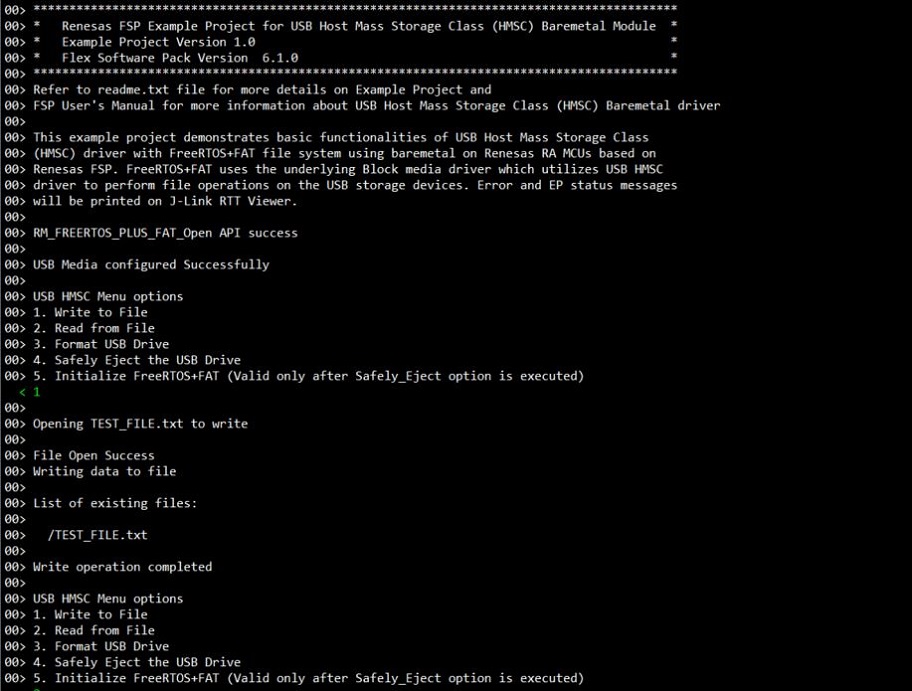 00> ******************************************************************************************
00> *   Renesas FSP Example Project for USB Host Mass Storage Class (HMSC) Baremetal Module  *
00> *   Example Project Version 1.0                                                          *
00> *   Flex Software Pack Version  6.1.0                                                    *
00> ******************************************************************************************
00> Refer to readme.txt file for more details on Example Project and
00> FSP User's Manual for more information about USB Host Mass Storage Class (HMSC) Baremetal driver
00>
00> This example project demonstrates basic functionalities of USB Host Mass Storage Class
00> (HMSC) driver with FreeRTOS+FAT file system using baremetal on Renesas RA MCUs based on
00> Renesas FSP. FreeRTOS+FAT uses the underlying Block media driver which utilizes USB HMSC
00> driver to perform file operations on the USB storage devices. Error and EP status messages
00> will be printed on J-Link RTT Viewer.
00>
00> RM_FREERTOS_PLUS_FAT_Open API success
00>
00> USB Media configured Successfully
00>
00> USB HMSC Menu options
00> 1. Write to File
00> 2. Read from File
00> 3. Format USB Drive
00> 4. Safely Eject the USB Drive
00> 5. Initialize FreeRTOS+FAT (Valid only after Safely_Eject option is executed)
  < 1
00>
00> Opening TEST_FILE.txt to write
00>
00> File Open Success
00> Writing data to file
00>
00> List of existing files:
00>
00>   /TEST_FILE.txt
00>
00> Write operation completed
00>
00> USB HMSC Menu options
00> 1. Write to File
00> 2. Read from File
00> 3. Format USB Drive
00> 4. Safely Eject the USB Drive
00> 5. Initialize FreeRTOS+FAT (Valid only after Safely_Eject option is executed)